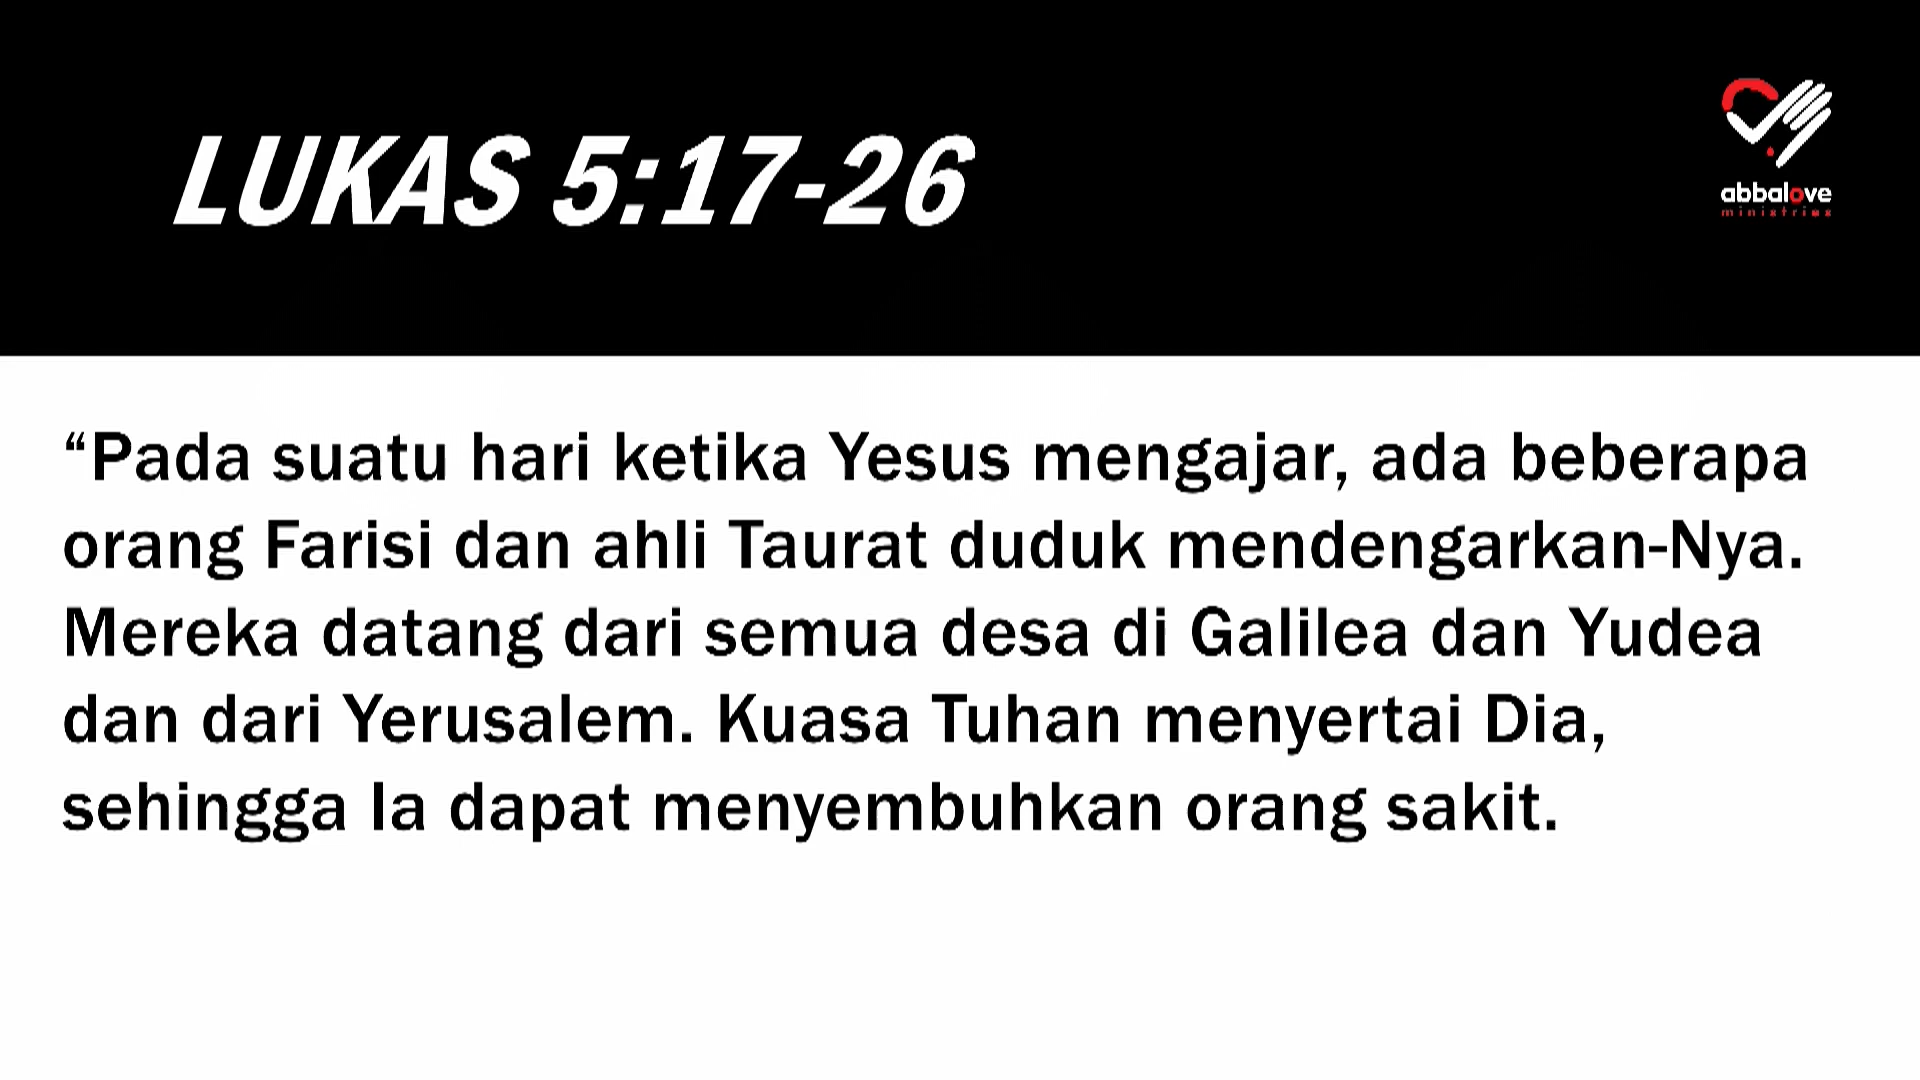 LUKAS 5:17-26
abbalove
ministries
“Pada suatu hari ketika Yesus mengajar, ada beberapa
orang Farisi dan ahli Taurat duduk mendengarkan-Nya.
Mereka datang dari semua desa di Galilea dan Yudea
dan dari Yerusalem. Kuasa Tuhan menyertai Dia,
sehingga Ia dapat menyembuhkan orang sakit.